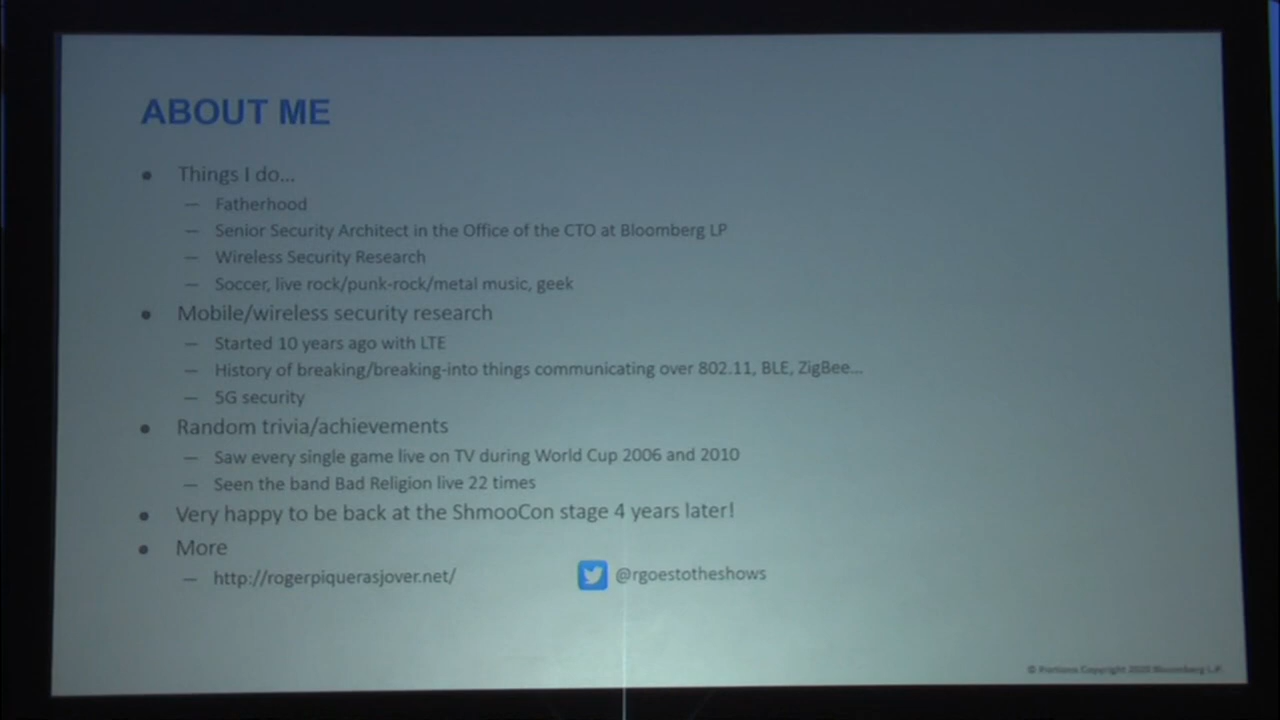 ABOUT ME
• Things I do...
— Fatherhood
— Senior Security Architect in the Office of the CTO at Bloomberg LP
— Wireless Security Research
— Soccer, live rock/punk-rock/metal music, geek
• Mobile/wireless security research
— Started 10 years ago with LTE
— History of breaking/breaking-into things communicating over 802.11, BLE, ZigBee...
— 5G security
• Random trivia/achievements
— Saw every single game live on TV during World Cup 2006 and 2010
— Seen the band Bad Religion live 22 times
• Very happy to be back at the ShmooCon stage 4 years later!
• More
— http://rogerpiquerasjover.net/ @rgoestotheshows
© Portions Copyright 2020 Bloomberg L.P.